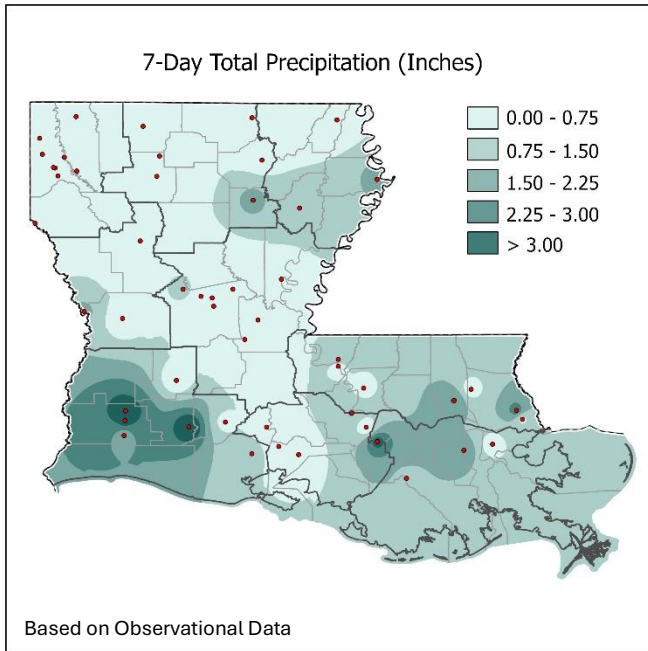 7-Day Total Precipitation (Inches)
0.00 - 0.75
0.75 - 1.50
1.50 - 2.25
2.25 - 3.00
> 3.00
Based on Observational Data